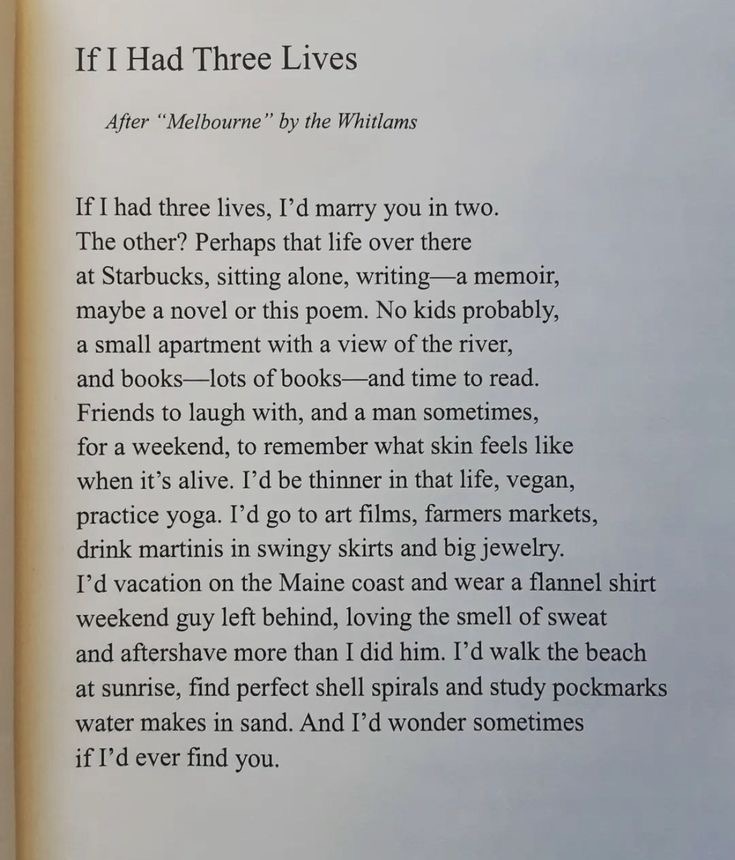 If I Had Three Lives
After “Melbourne” by the Whitlams
If I had three lives, I’d marry you in two.
The other? Perhaps that life over there
at Starbucks, sitting alone, writing—a memoir,
maybe a novel or this poem. No kids probably,
a small apartment with a view of the river,
and books—lots of books—and time to read.
Friends to laugh with, and a man sometimes,
for a weekend, to remember what skin feels like
when it’s alive. I’d be thinner in that life, vegan,
practice yoga. I’d go to art films, farmers markets,
drink martinis in swingy skirts and big jewelry.
I’d vacation on the Maine coast and wear a flannel shirt
weekend guy left behind, loving the smell of sweat
and aftershave more than I did him. I’d walk the beach
at sunrise, find perfect shell spirals and study pockmarks
water makes in sand. And I’d wonder sometimes
if I’d ever find you.